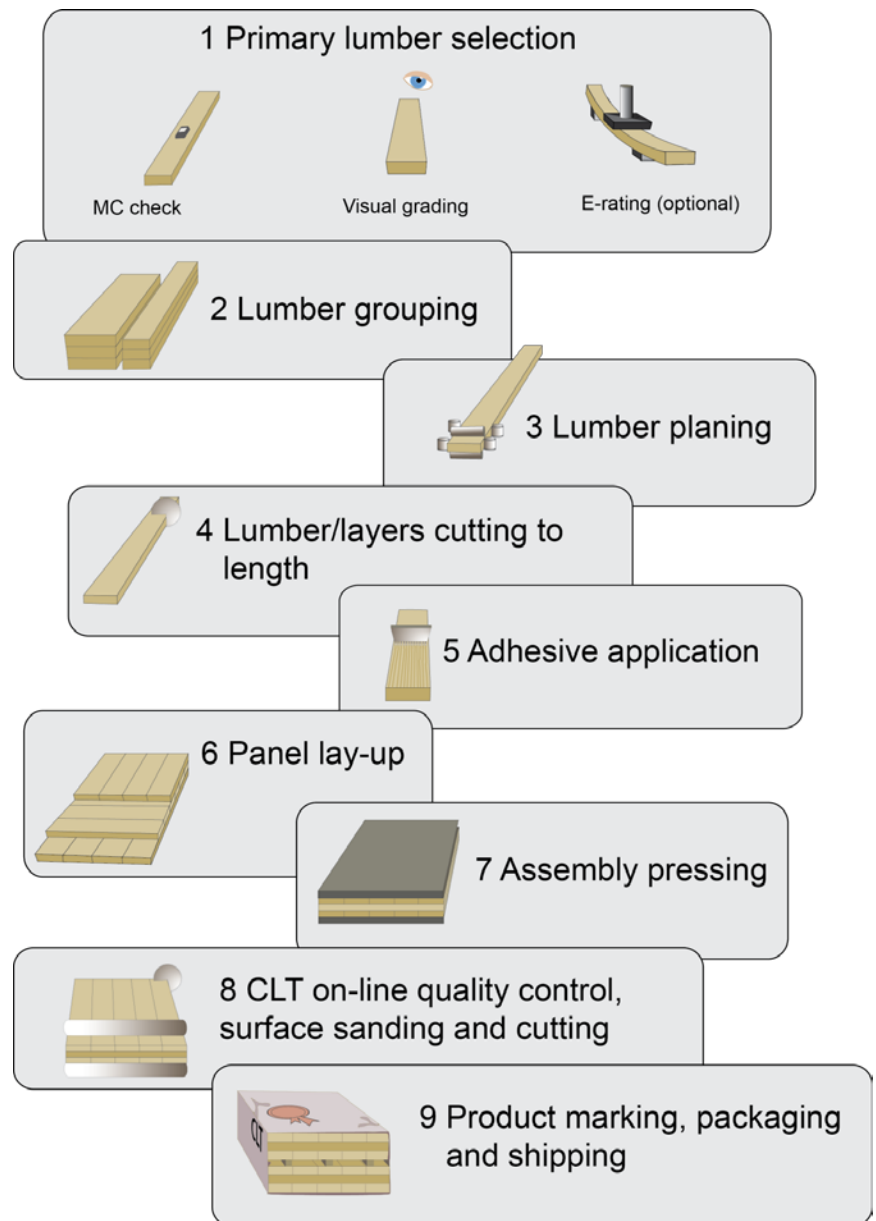 1 Primary lumber selection
MC check
Visual grading
E-rating (optional)
2 Lumber grouping
3 Lumber planing
4 Lumber/layers cutting to
length
5 Adhesive application
6 Panel lay-up
7 Assembly pressing
8 CLT on-line quality control,
surface sanding and cutting
CLT
9 Product marking, packaging
and shipping